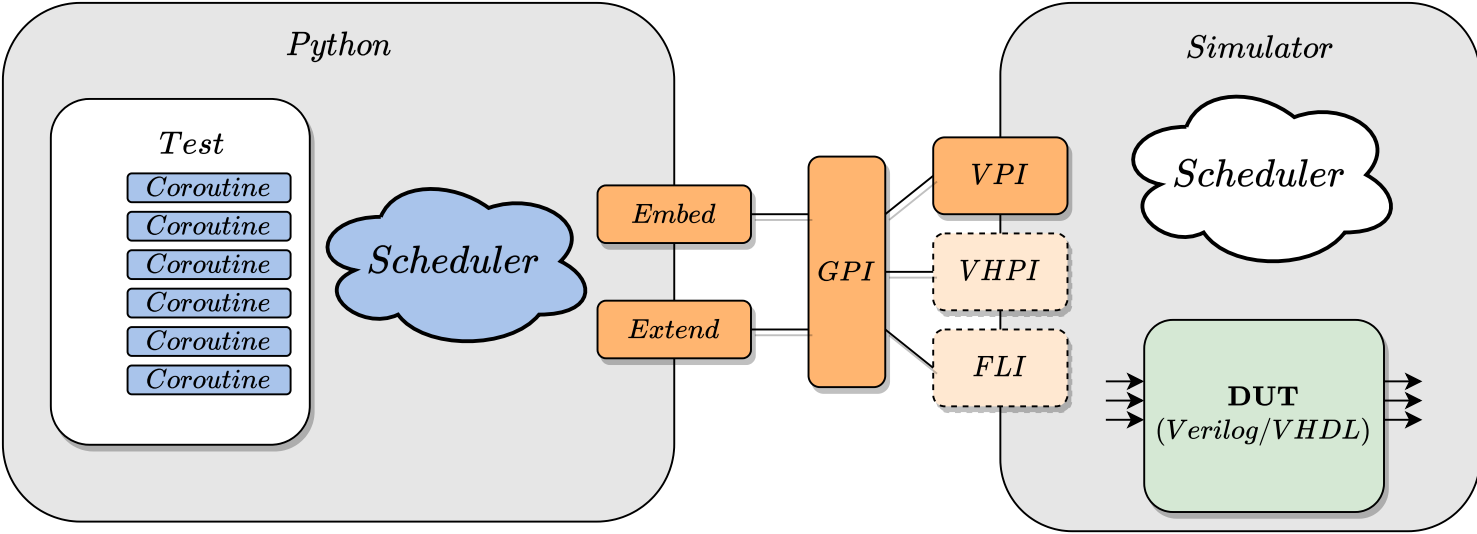 Python
Test
Coroutine
Coroutine
Coroutine
Coroutine
Coroutine
Coroutine
Scheduler
Embed
Extend
GPI
VPI
VHPI
FLI
Simulator
Scheduler
DUT
(Verilog/VHDL)